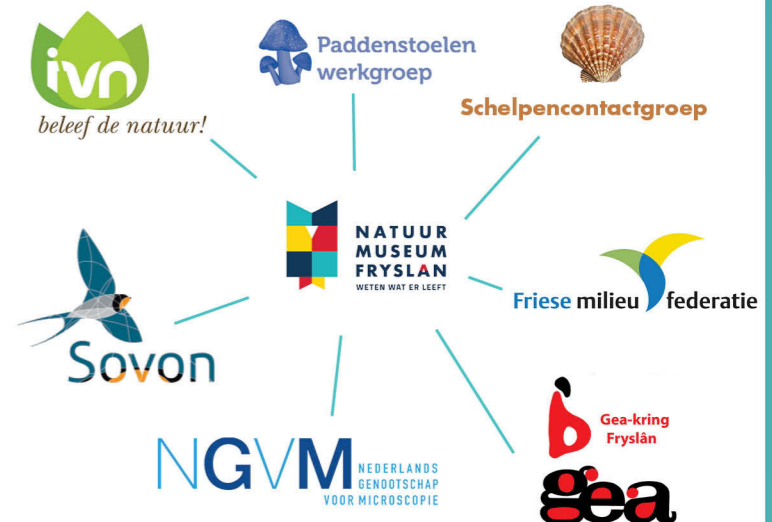 ivn
beleef de natuur!
Paddenstoelen
werkgroep
Schelpencontactgroep
NATUUR
MUSEUM
FRYSLÂN
WETEN WAT ER LEEFT
Friese milieu federatie
Sovon
NGVM
NEDERLANDS
GENOOTSCHAP
VOOR MICROSCOPIE
Gea-kring
Fryslân
gea